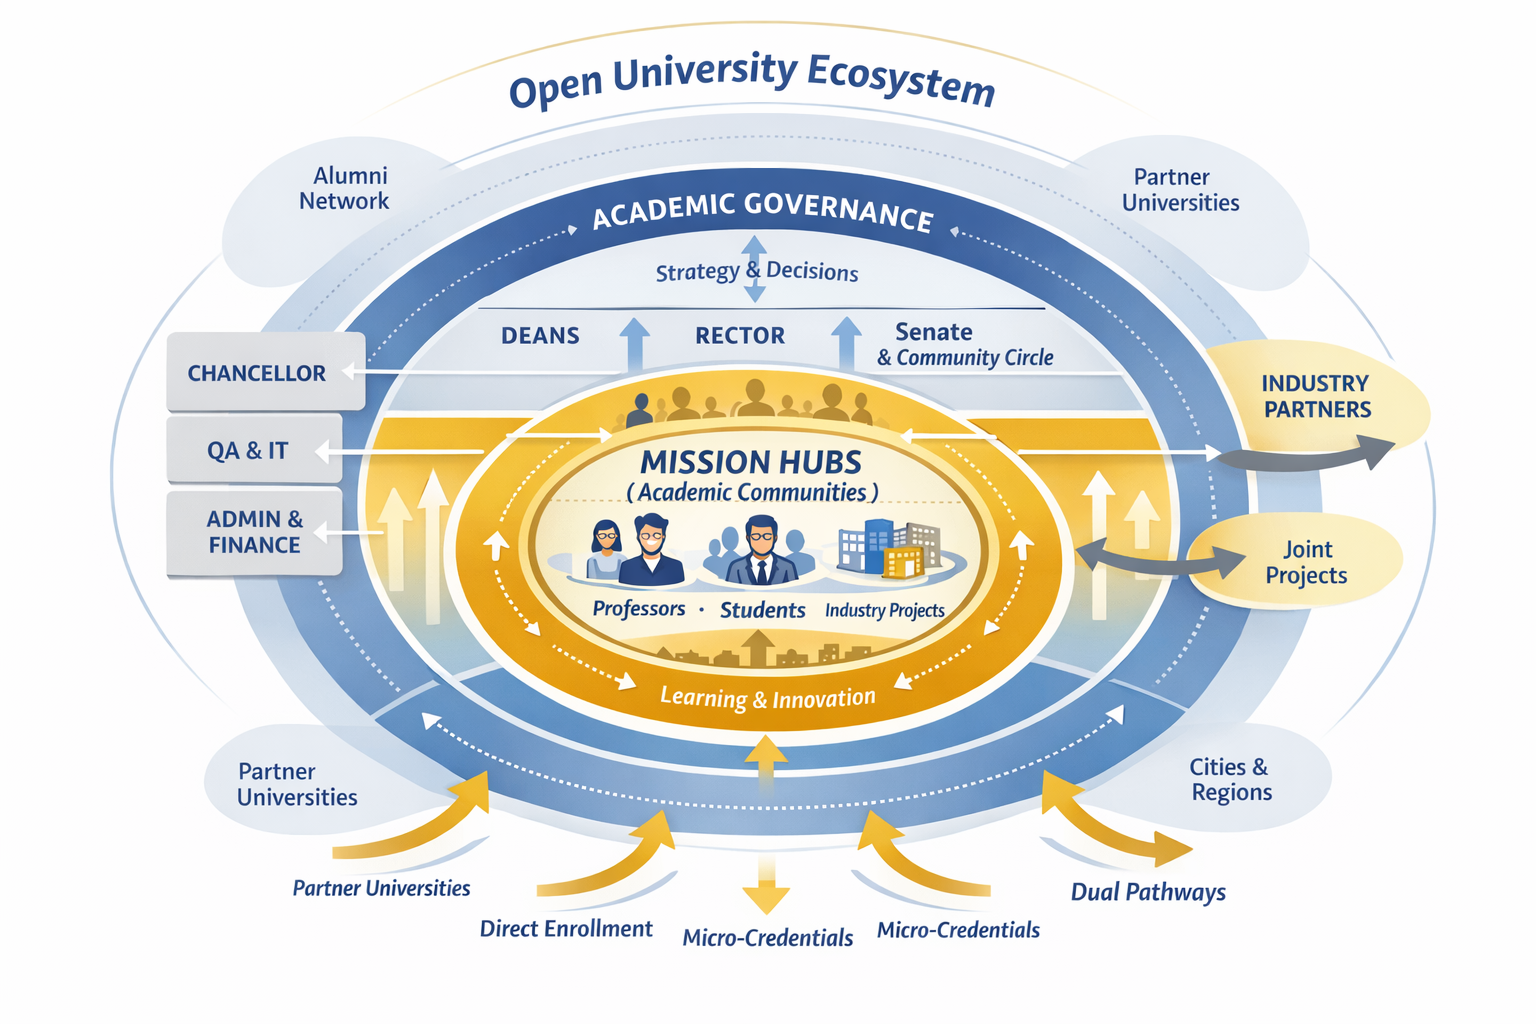 Open University Ecosystem
Alumni
Network
Partner
Universities
ACADEMIC GOVERNANCE
Strategy & Decisions
DEANS
RECTOR
Senate
& Community Circle
CHANCELLOR
QA & IT
ADMIN &
FINANCE
INDUSTRY
PARTNERS
Joint
Projects
MISSION HUBS
( Academic Communities )
Professors · Students Industry Projects
Learning & Innovation
Partner
Universities
Cities &
Regions
Partner Universities
Direct Enrollment
Micro-Credentials
Micro-Credentials
Dual Pathways